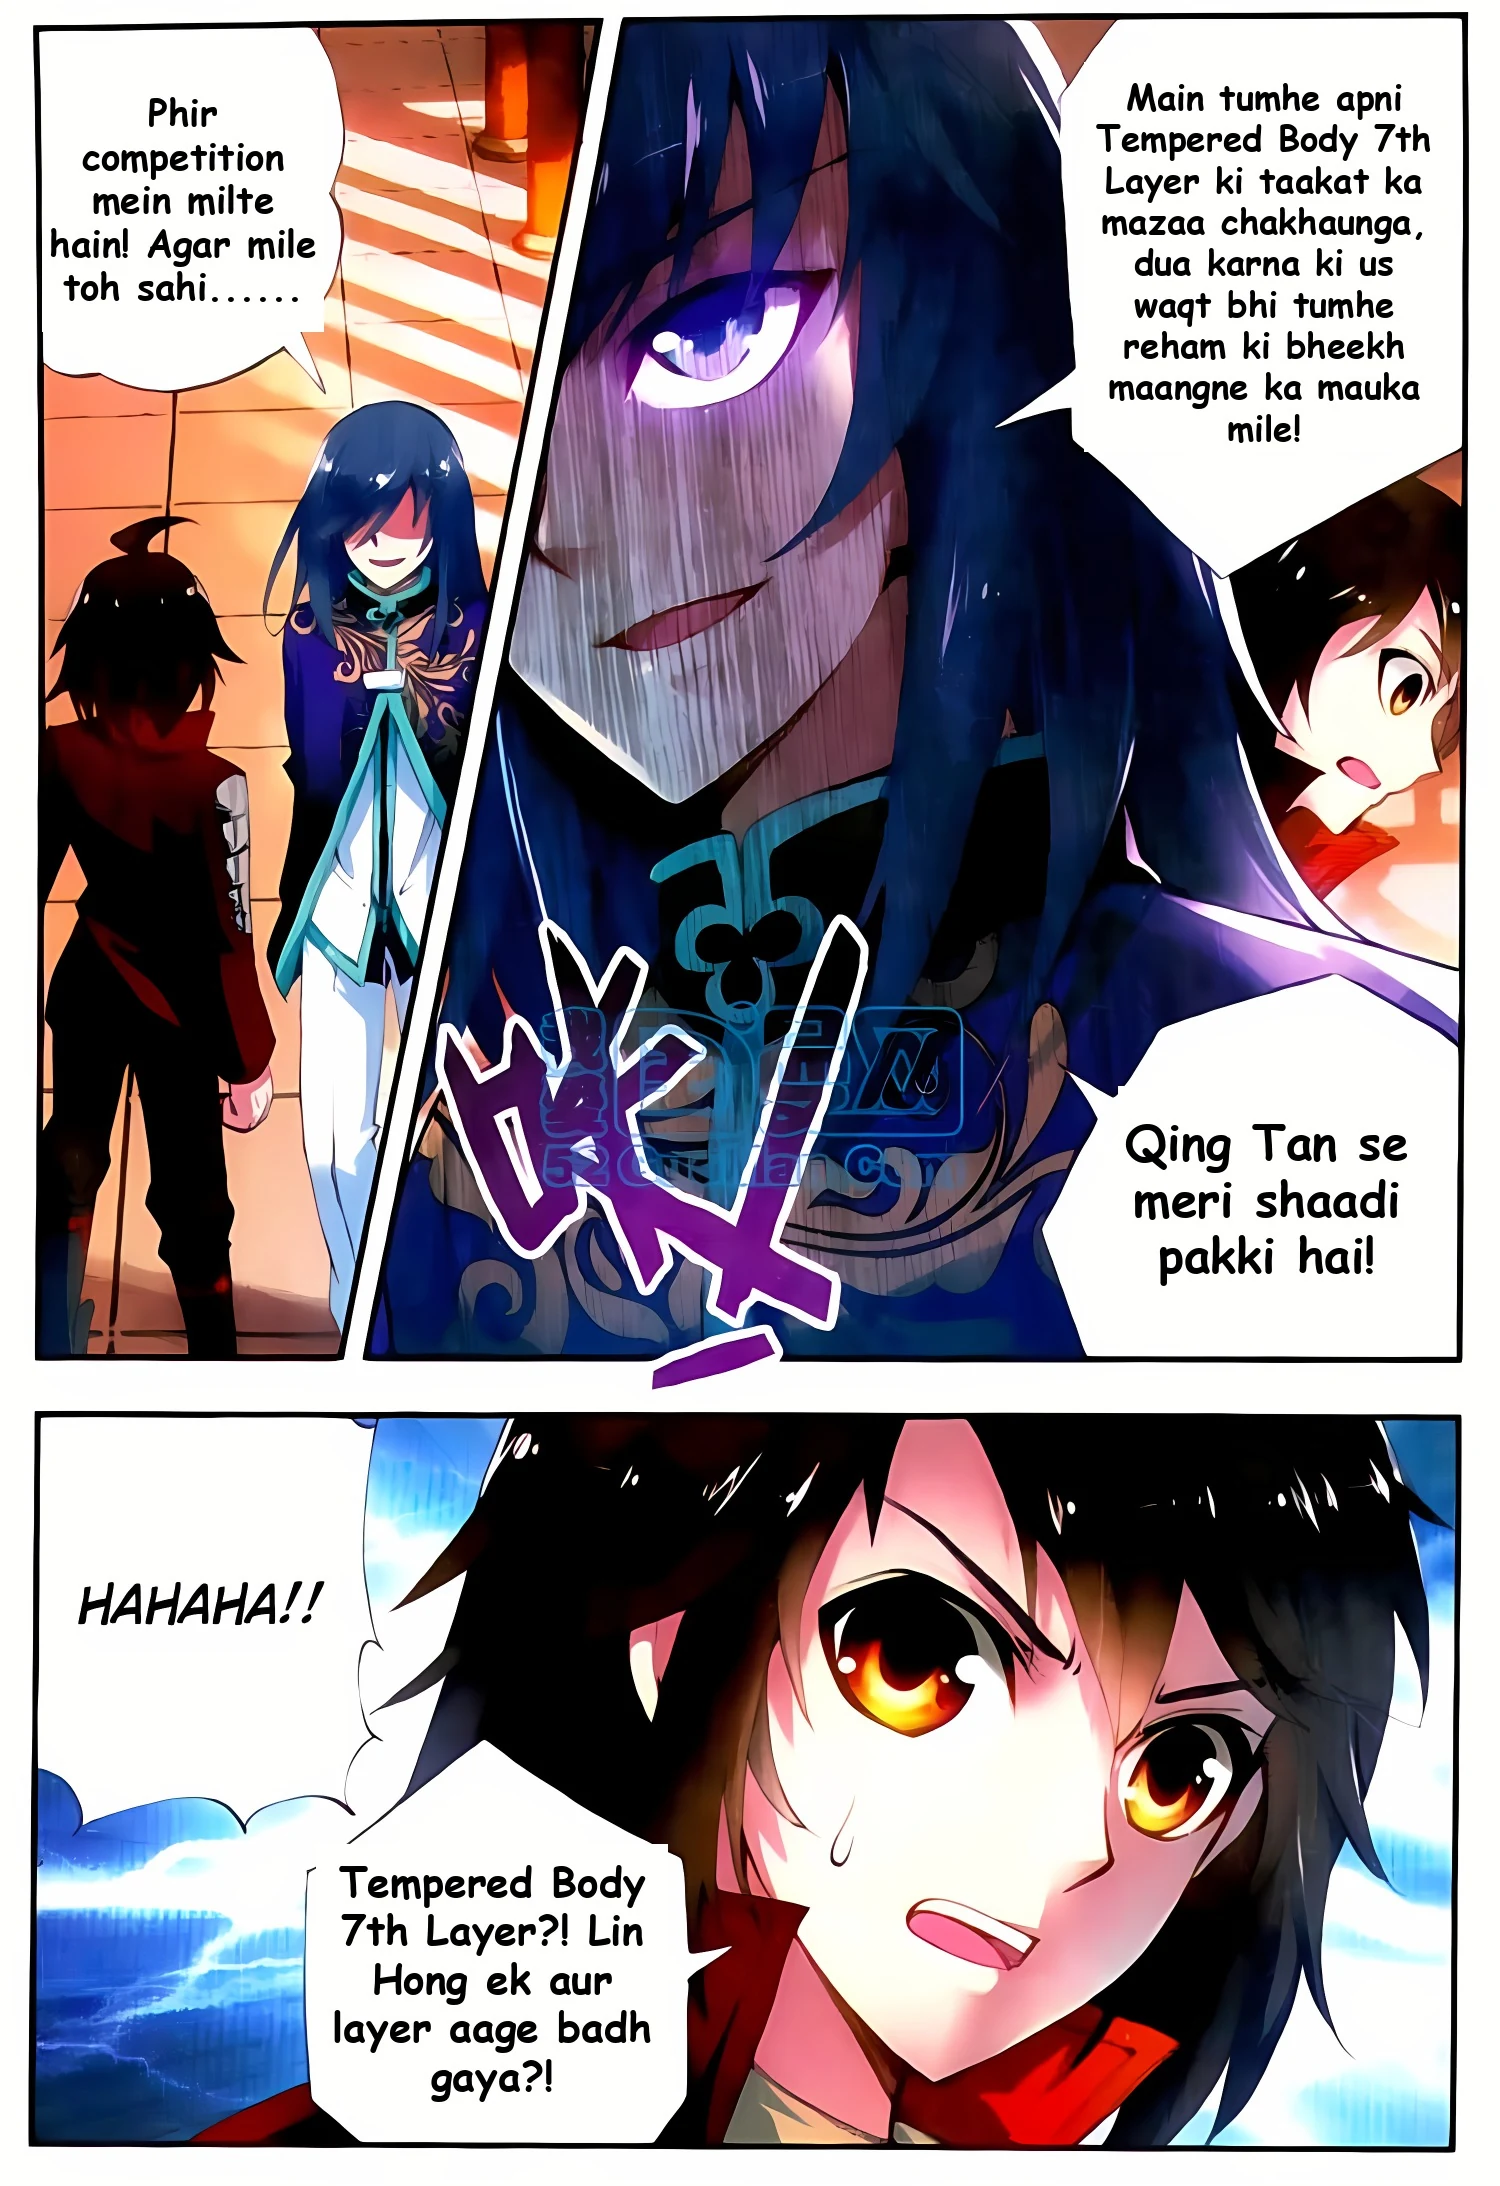 Phir
competition
mein milte
hain! Agar mile
toh sahi......
Main tumhe apni
Tempered Body 7th
Layer ki taakat ka
mazaa chakhaunga,
dua karna ki us
waqt bhi tumhe
reham ki bheekh
maangne ka mauka
mile!
Qing Tan se
meri shaadi
pakki hai!
HAHAHA!!
Tempered Body
7th Layer?! Lin
Hong ek aur
layer aage badh
gaya?!